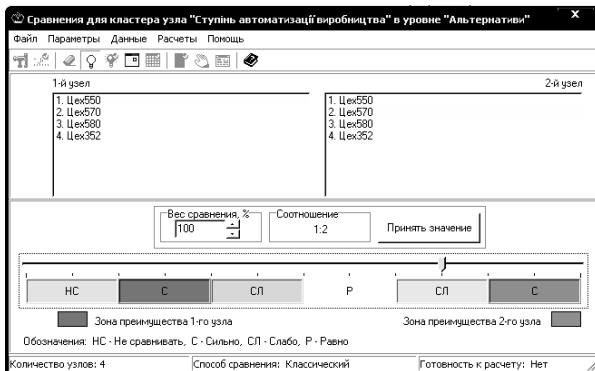 Сравнения для кластера узла "Ступінь автоматизації виробництва" в уровне "Альтернативи" X
Файл Параметры Данные Расчеты Помощь
1-й узел 2-й узел
1. Цех550
2. Цех570
3. Цех580
4. Цех352
1. Цех550
2. Цех570
3. Цех580
4. Цех352
Вес сравнения, % Соотношение
100 1:2 Принять значение
НС С СЛ Р СЛ С
Зона преимущества 1-го узла Зона преимущества 2-го узла
Обозначения: НС - Не сравнивать, С - Сильно, СЛ - Слабо, Р - Равно
Количество узлов: 4 Способ сравнения: Классический Готовность к расчету: Нет